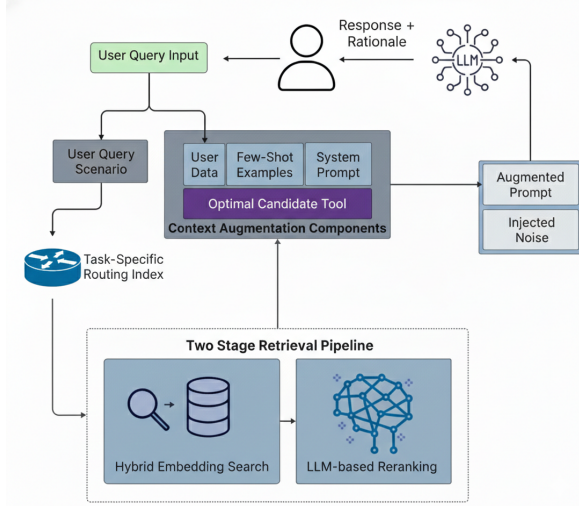 User Query Input
Response +
Rationale
LLM
User Query
Scenario
User
Data
Few-Shot
Examples
System
Prompt
Optimal Candidate Tool
Context Augmentation Components
Augmented
Prompt
Injected
Noise
Task-Specific
Routing Index
Two Stage Retrieval Pipeline
Hybrid Embedding Search
LLM-based Reranking